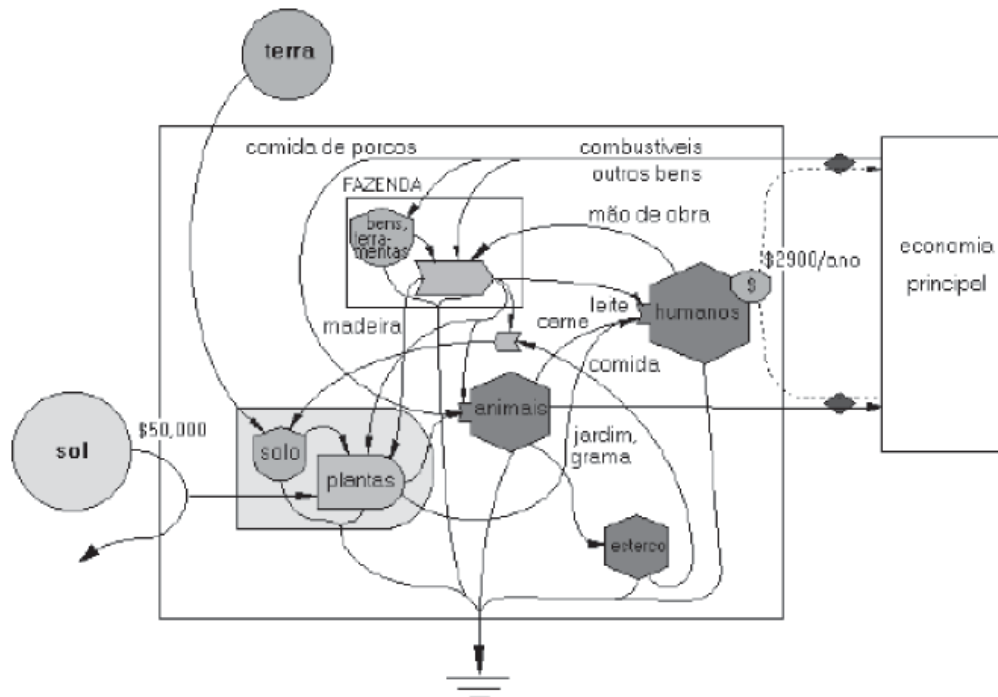 terra
comida de porcos
combustíveis
outros bens
FAZENDA
mão de obra
bens,
ferra-
mentas
economia
principal
$2900/ano
$
humanos
leite
carne
madeira
comida
animais
$50,000
sol
solo
plantas
jardim,
grama
esterco